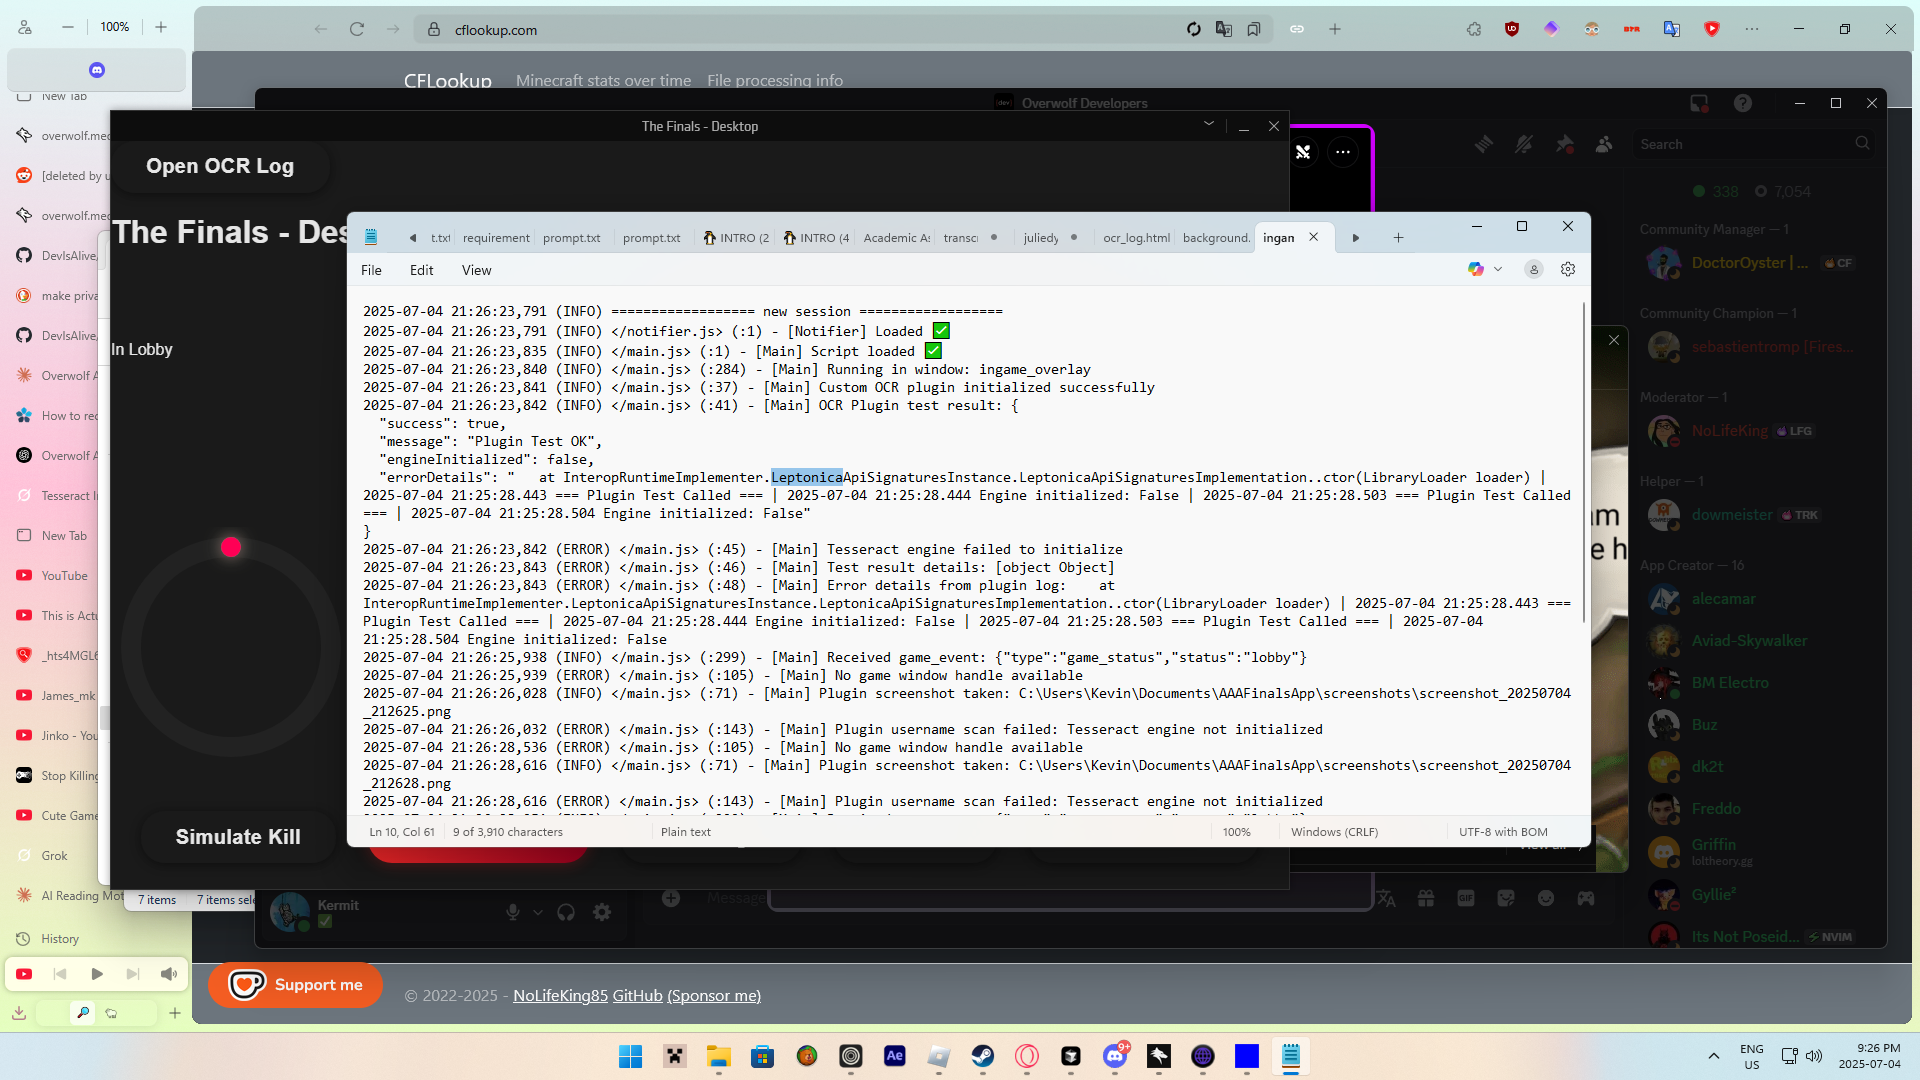 100%
cflookup.com
CFLookup Minecraft stats over time File processing info
Overwolf Developers
New Tab
overwolf.med
[deleted by u
overwolf.med
DevIsAlive,
make priva
DevIsAlive,
Overwolf A
How to rec
Overwolf A
Tesseract I
New Tab
YouTube
This is Actu
_hts4MGL6
James_mk
Jinko - You
Stop Killing
Cute Game
Grok
AI Reading Mot
History
7 items 7 items sele
The Finals - Desktop
Open OCR Log
The Finals - Des
In Lobby
Simulate Kill
t.txt requirement prompt.txt prompt.txt INTRO (2 INTRO (4 Academic As transc juliedy ocr_log.html background. ingan
File Edit View
2025-07-04 21:26:23,791 (INFO) ================== new session ==================
2025-07-04 21:26:23,791 (INFO) </notifier.js> (:1) - [Notifier] Loaded ✅
2025-07-04 21:26:23,835 (INFO) </main.js> (:1) - [Main] Script loaded ✅
2025-07-04 21:26:23,840 (INFO) </main.js> (:284) - [Main] Running in window: ingame_overlay
2025-07-04 21:26:23,841 (INFO) </main.js> (:37) - [Main] Custom OCR plugin initialized successfully
2025-07-04 21:26:23,842 (INFO) </main.js> (:41) - [Main] OCR Plugin test result: {
"success": true,
"message": "Plugin Test OK",
"engineInitialized": false,
"errorDetails": "   at InteropRuntimeImplementer.LeptonicaApiSignaturesInstance.LeptonicaApiSignaturesImplementation..ctor(LibraryLoader loader) |
2025-07-04 21:25:28.443 === Plugin Test Called === | 2025-07-04 21:25:28.444 Engine initialized: False | 2025-07-04 21:25:28.503 === Plugin Test Called
=== | 2025-07-04 21:25:28.504 Engine initialized: False"
}
2025-07-04 21:26:23,842 (ERROR) </main.js> (:45) - [Main] Tesseract engine failed to initialize
2025-07-04 21:26:23,843 (INFO) </main.js> (:46) - [Main] Test result details: [object Object]
2025-07-04 21:26:23,843 (ERROR) </main.js> (:48) - [Main] Error details from plugin log:    at
InteropRuntimeImplementer.LeptonicaApiSignaturesInstance.LeptonicaApiSignaturesImplementation..ctor(LibraryLoader loader) | 2025-07-04 21:25:28.443 ===
Plugin Test Called === | 2025-07-04 21:25:28.444 Engine initialized: False | 2025-07-04 21:25:28.503 === Plugin Test Called === | 2025-07-04
21:25:28.504 Engine initialized: False
2025-07-04 21:26:25,938 (INFO) </main.js> (:299) - [Main] Received game_event: {"type":"game_status","status":"lobby"}
2025-07-04 21:26:25,939 (ERROR) </main.js> (:105) - [Main] No game window handle available
2025-07-04 21:26:26,028 (INFO) </main.js> (:71) - [Main] Plugin screenshot taken: C:\Users\Kevin\Documents\AAAFinalsApp\screenshots\screenshot_20250704
_212625.png
2025-07-04 21:26:26,032 (ERROR) </main.js> (:143) - [Main] Plugin username scan failed: Tesseract engine not initialized
2025-07-04 21:26:28,536 (ERROR) </main.js> (:105) - [Main] No game window handle available
2025-07-04 21:26:28,616 (INFO) </main.js> (:71) - [Main] Plugin screenshot taken: C:\Users\Kevin\Documents\AAAFinalsApp\screenshots\screenshot_20250704
_212628.png
2025-07-04 21:26:28,616 (ERROR) </main.js> (:143) - [Main] Plugin username scan failed: Tesseract engine not initialized
Ln 10, Col 61 9 of 3,910 characters Plain text 100% Windows (CRLF) UTF-8 with BOM
Search
338 7,054
Community Manager — 1
DoctorOyster | ... CF
Community Champion — 1
sebastientromp [Fires...
Moderator — 1
NoLifeKing LFG
Helper — 1
dowmeister TRK
App Creator — 16
alecamar
Aviad-Skywalker
BM Electro
Buz
dk2t
Freddo
Griffin
loltheory.gg
Gyllie²
Its Not Poseid... NVIM
Kermit
✅
Message
GIF
Support me
© 2022-2025 - NoLifeKing85 GitHub (Sponsor me)
Ae
9+
ENG
US
9:26 PM
2025-07-04